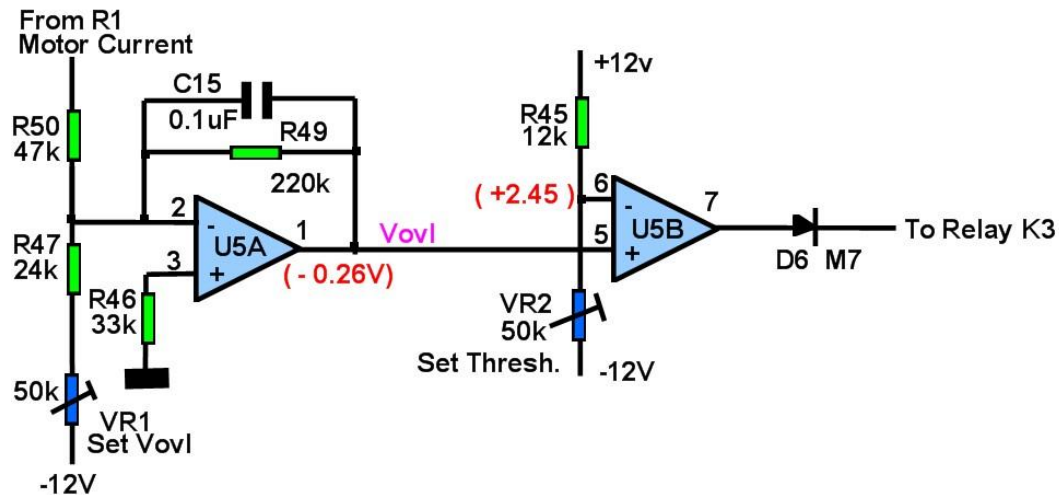 From R1
Motor Current
C15
0.1uF
R49
220k
R50
47k
+12v
R45
12k
( +2.45 )
6
-
7
U5B
5
+
2
-
1
U5A
3
+
Vovl
( - 0.26V)
To Relay K3
D6 M7
R47
24k
R46
33k
VR2
50k
Set Thresh.
-12V
50k
VR1
Set Vovl
-12V